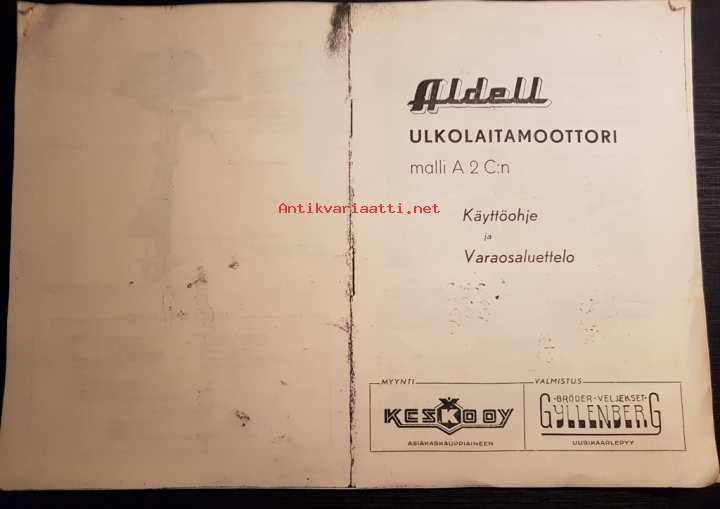 Aldell
ULKOLAITAMOOTTORI
malli A 2 C:n
Antikvariaatti.net
Käyttöohje
ja
Varaosaluettelo
MYYNTI
VALMISTUS
KESKO OY
ASIAKASKAUPPIAINEEN
BRÖDER - VELJEKSET
GYLLENBERG
UUSIKAARLEPYY